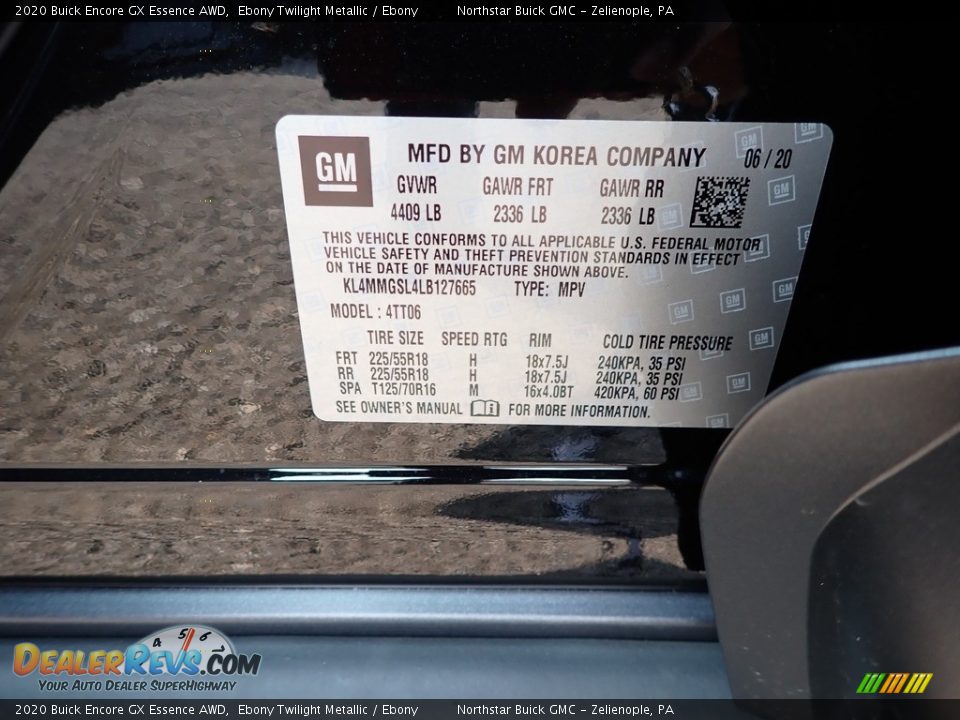 2020 Buick Encore GX Essence AWD, Ebony Twilight Metallic / Ebony Northstar Buick GMC - Zelienople, PA
GM MFD BY GM KOREA COMPANY 06 / 20
GVWR GAWR FRT GAWR RR
4409 LB 2336 LB 2336 LB
THIS VEHICLE CONFORMS TO ALL APPLICABLE U.S. FEDERAL MOTOR
VEHICLE SAFETY AND THEFT PREVENTION STANDARDS IN EFFECT
ON THE DATE OF MANUFACTURE SHOWN ABOVE.
KL4MMGSL4LB127665 TYPE: MPV
MODEL : 4TT06
TIRE SIZE SPEED RTG RIM COLD TIRE PRESSURE
FRT 225/55R18 H 18x7.5J 240KPA, 35 PSI
RR 225/55R18 H 18x7.5J 240KPA, 35 PSI
SPA T125/70R16 M 16x4.0BT 420KPA, 60 PSI
SEE OWNER'S MANUAL FOR MORE INFORMATION.
4 5 6
DEALERREVS.COM
YOUR AUTO DEALER SUPERHIGHWAY
2020 Buick Encore GX Essence AWD, Ebony Twilight Metallic / Ebony Northstar Buick GMC - Zelienople, PA